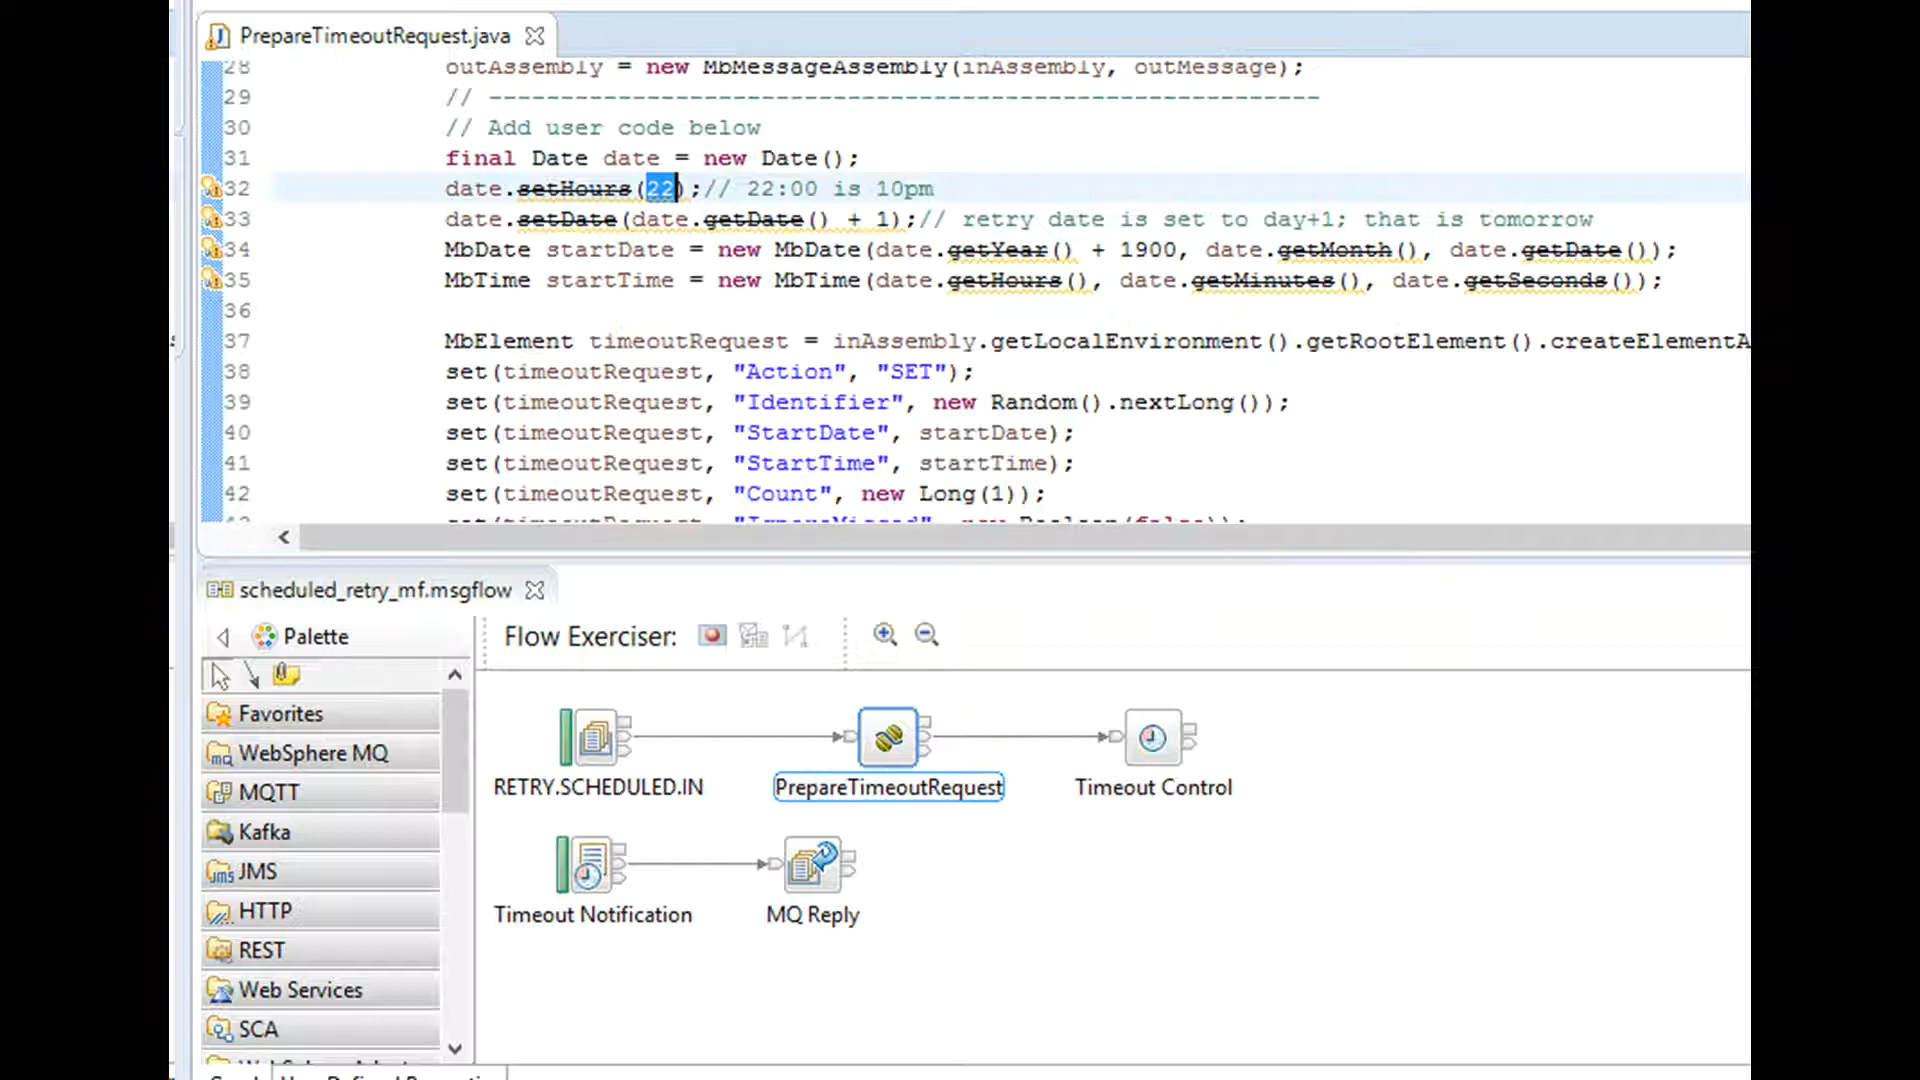 PrepareTimeoutRequest.java
28 outAssembly = new MbMessageAssembly(inAssembly, outMessage);
29 // ----------------------------------------------------------
30 // Add user code below
31 final Date date = new Date();
32 date.setHours(22);// 22:00 is 10pm
33 date.setDate(date.getDate() + 1);// retry date is set to day+1; that is tomorrow
34 MbDate startDate = new MbDate(date.getYear() + 1900, date.getMonth(), date.getDate());
35 MbTime startTime = new MbTime(date.getHours(), date.getMinutes(), date.getSeconds());
36
37 MbElement timeoutRequest = inAssembly.getLocalEnvironment().getRootElement().createElementA
38 set(timeoutRequest, "Action", "SET");
39 set(timeoutRequest, "Identifier", new Random().nextLong());
40 set(timeoutRequest, "StartDate", startDate);
41 set(timeoutRequest, "StartTime", startTime);
42 set(timeoutRequest, "Count", new Long(1));
scheduled_retry_mf.msgflow
Palette
Flow Exerciser:
Favorites
WebSphere MQ
MQTT
Kafka
JMS
HTTP
REST
Web Services
SCA
RETRY.SCHEDULED.IN
PrepareTimeoutRequest
Timeout Control
Timeout Notification
MQ Reply